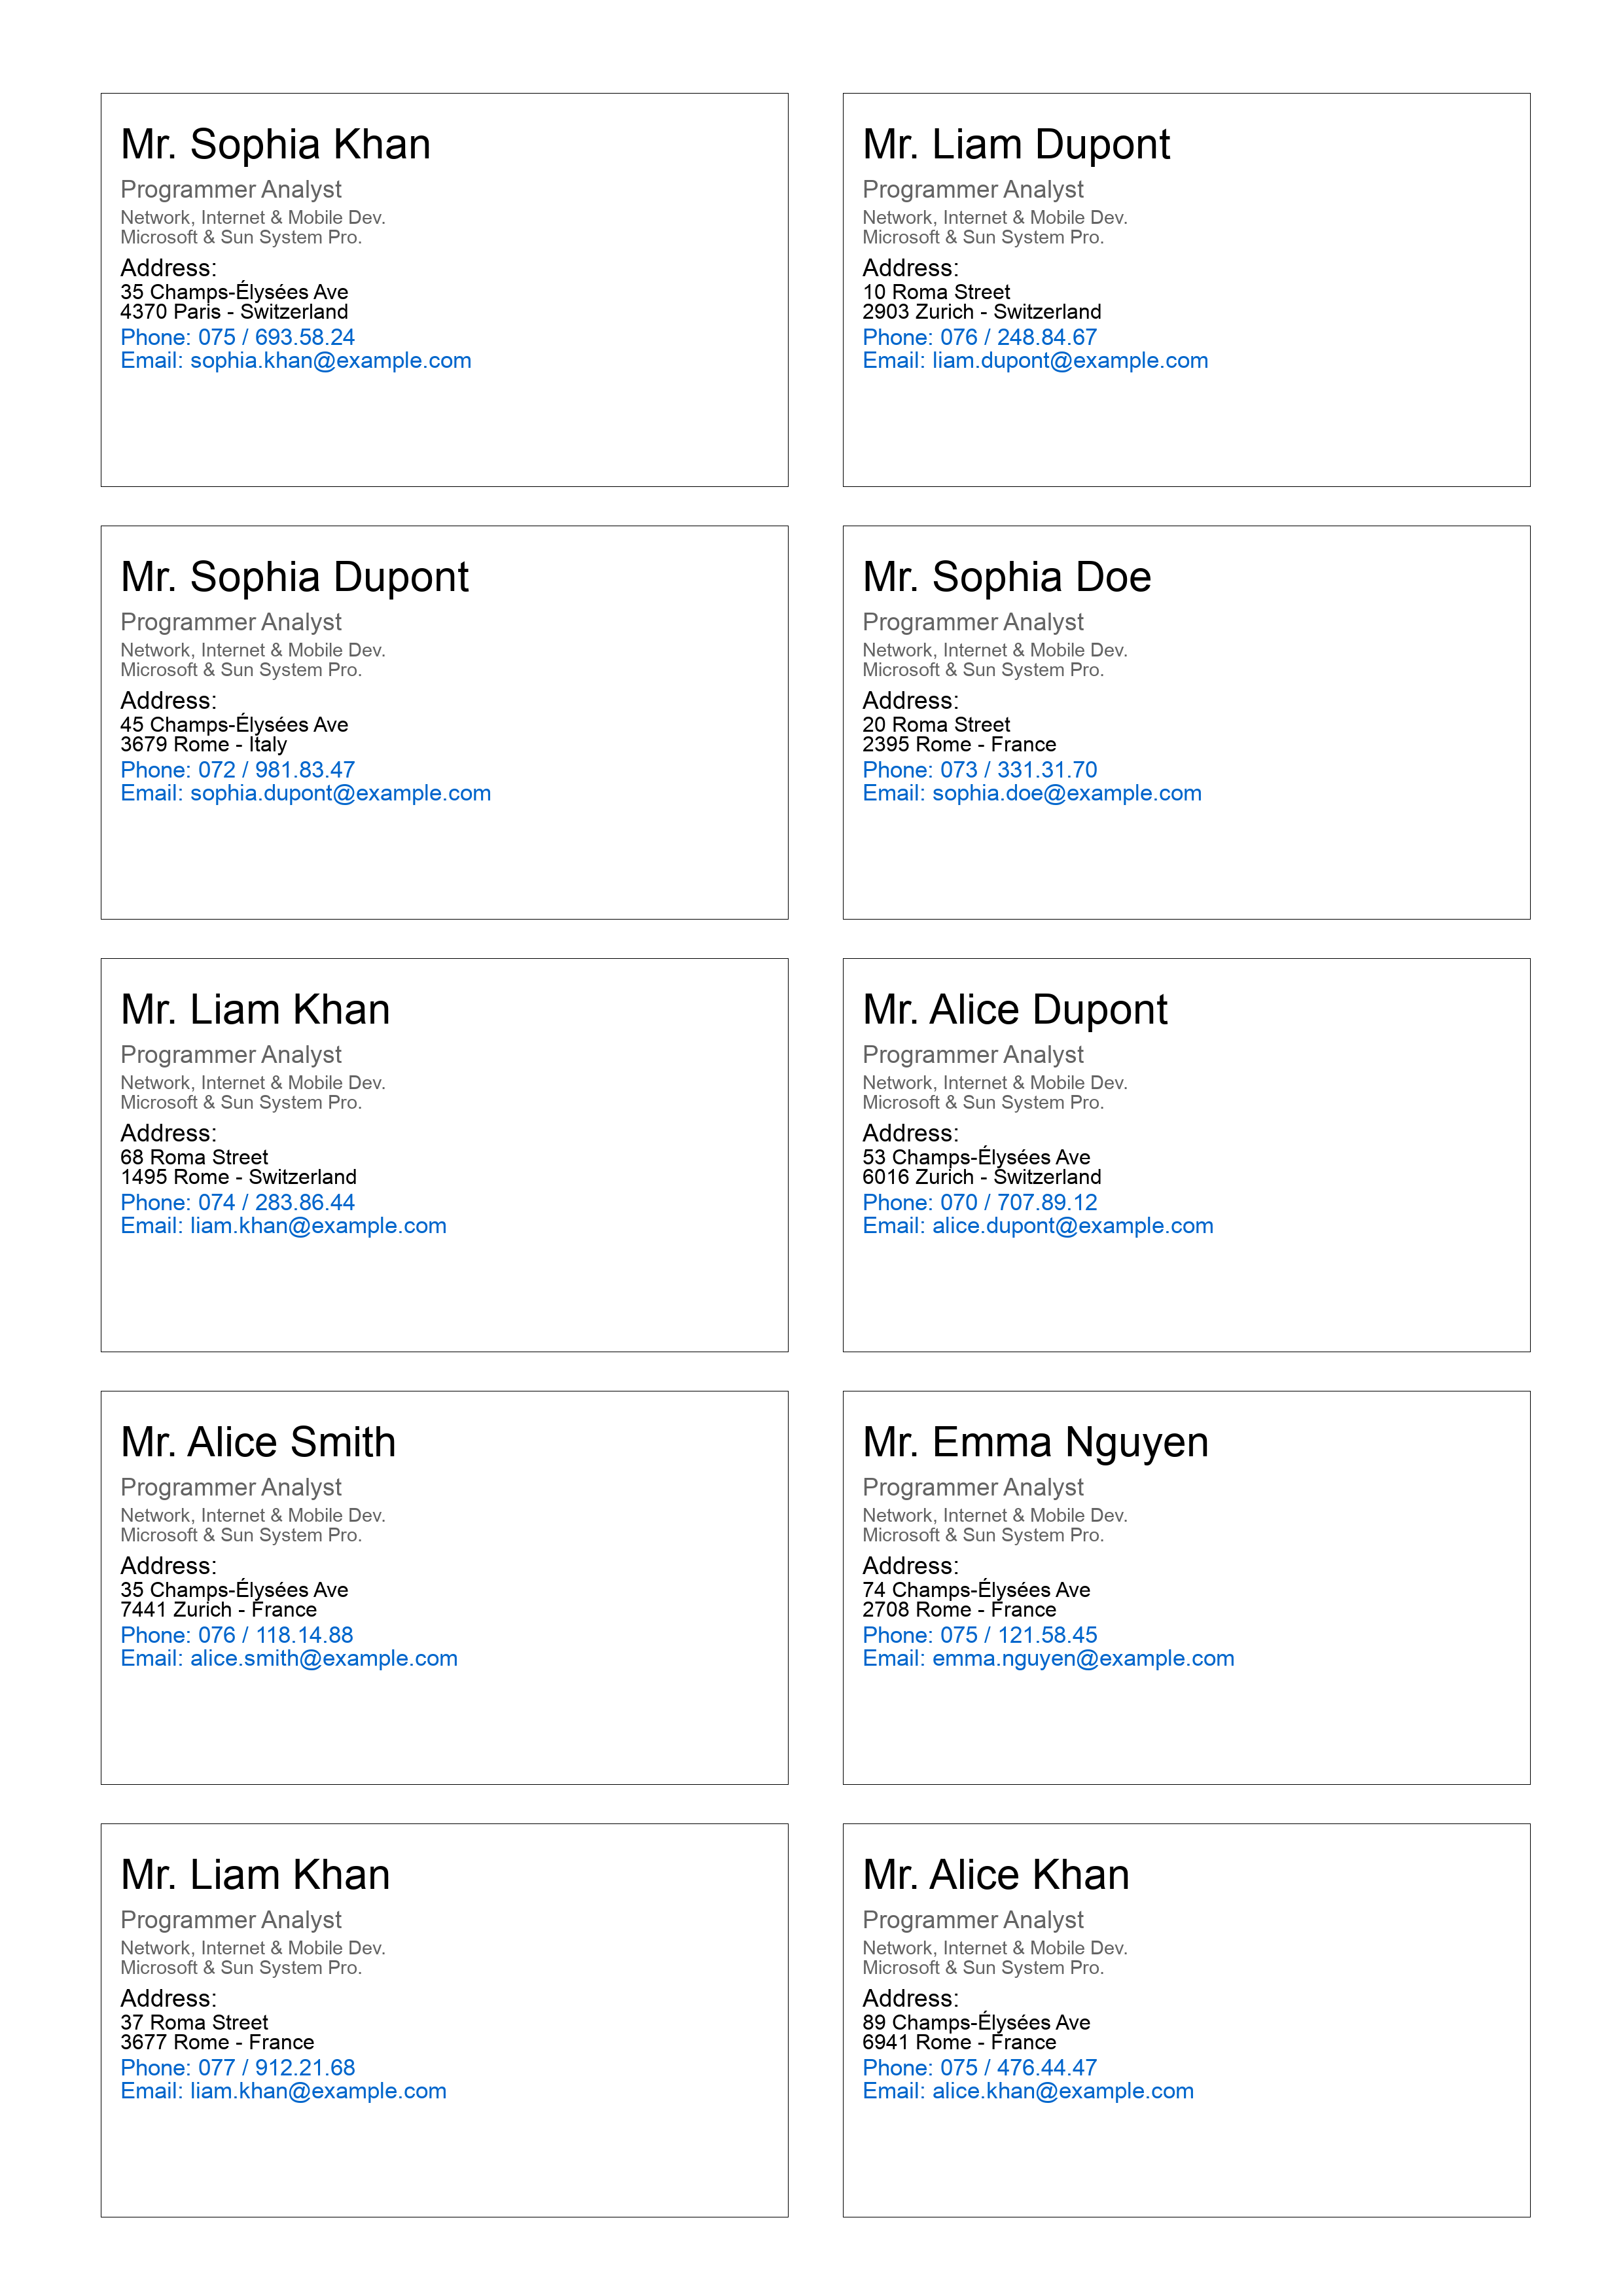 Mr. Sophia Khan
Programmer Analyst
Network, Internet & Mobile Dev.
Microsoft & Sun System Pro.
Address:
35 Champs-Élysées Ave
4370 Paris - Switzerland
Phone: 075 / 693.58.24
Email: sophia.khan@example.com
Mr. Liam Dupont
Programmer Analyst
Network, Internet & Mobile Dev.
Microsoft & Sun System Pro.
Address:
10 Roma Street
2903 Zurich - Switzerland
Phone: 076 / 248.84.67
Email: liam.dupont@example.com
Mr. Sophia Dupont
Programmer Analyst
Network, Internet & Mobile Dev.
Microsoft & Sun System Pro.
Address:
45 Champs-Élysées Ave
3679 Rome - Italy
Phone: 072 / 981.83.47
Email: sophia.dupont@example.com
Mr. Sophia Doe
Programmer Analyst
Network, Internet & Mobile Dev.
Microsoft & Sun System Pro.
Address:
20 Roma Street
2395 Rome - France
Phone: 073 / 331.31.70
Email: sophia.doe@example.com
Mr. Liam Khan
Programmer Analyst
Network, Internet & Mobile Dev.
Microsoft & Sun System Pro.
Address:
68 Roma Street
1495 Rome - Switzerland
Phone: 074 / 283.86.44
Email: liam.khan@example.com
Mr. Alice Dupont
Programmer Analyst
Network, Internet & Mobile Dev.
Microsoft & Sun System Pro.
Address:
53 Champs-Élysées Ave
6016 Zurich - Switzerland
Phone: 070 / 707.89.12
Email: alice.dupont@example.com
Mr. Alice Smith
Programmer Analyst
Network, Internet & Mobile Dev.
Microsoft & Sun System Pro.
Address:
35 Champs-Élysées Ave
7441 Zurich - France
Phone: 076 / 118.14.88
Email: alice.smith@example.com
Mr. Emma Nguyen
Programmer Analyst
Network, Internet & Mobile Dev.
Microsoft & Sun System Pro.
Address:
74 Champs-Élysées Ave
2708 Rome - France
Phone: 075 / 121.58.45
Email: emma.nguyen@example.com
Mr. Liam Khan
Programmer Analyst
Network, Internet & Mobile Dev.
Microsoft & Sun System Pro.
Address:
37 Roma Street
3677 Rome - France
Phone: 077 / 912.21.68
Email: liam.khan@example.com
Mr. Alice Khan
Programmer Analyst
Network, Internet & Mobile Dev.
Microsoft & Sun System Pro.
Address:
89 Champs-Élysées Ave
6941 Rome - France
Phone: 075 / 476.44.47
Email: alice.khan@example.com